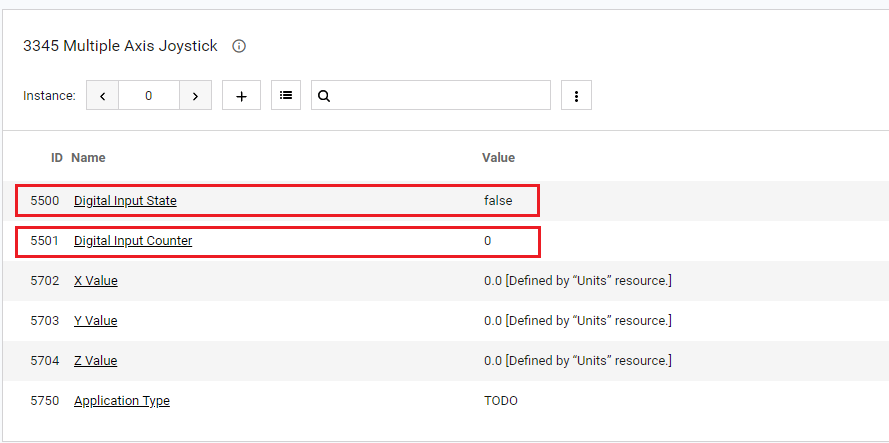 3345 Multiple Axis Joystick
Instance: 0
ID Name Value
5500 Digital Input State false
5501 Digital Input Counter 0
5702 X Value 0.0 [Defined by “Units” resource.]
5703 Y Value 0.0 [Defined by “Units” resource.]
5704 Z Value 0.0 [Defined by “Units” resource.]
5750 Application Type TODO